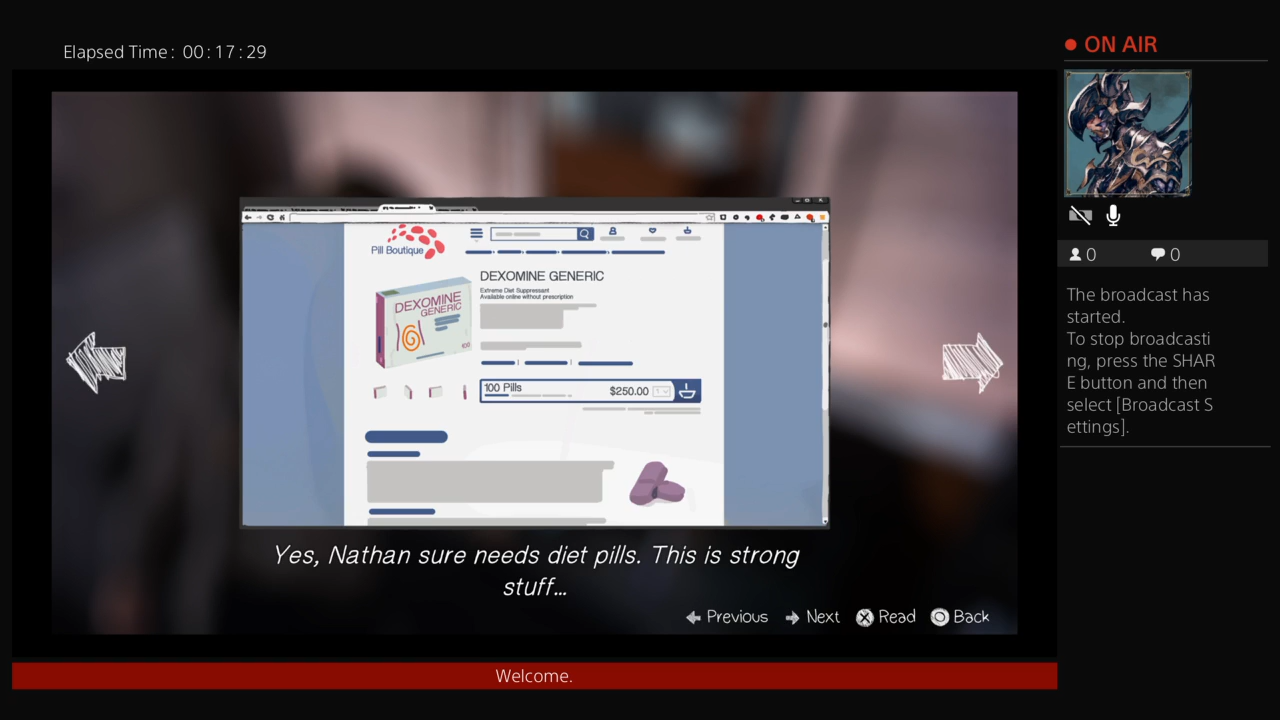 Elapsed Time: 00:17:29
ON AIR
Pill Boutique
DEXOMINE GENERIC
Extreme Diet Suppressant
Available online without prescription
DEXOMINE
GENERIC
100
100 Pills
$250.00
1
Yes, Nathan sure needs diet pills. This is strong
stuff...
Previous
Next
Read
Back
Welcome.
0
0
The broadcast has
started.
To stop broadcasti
ng, press the SHAR
E button and then
select [Broadcast S
ettings].